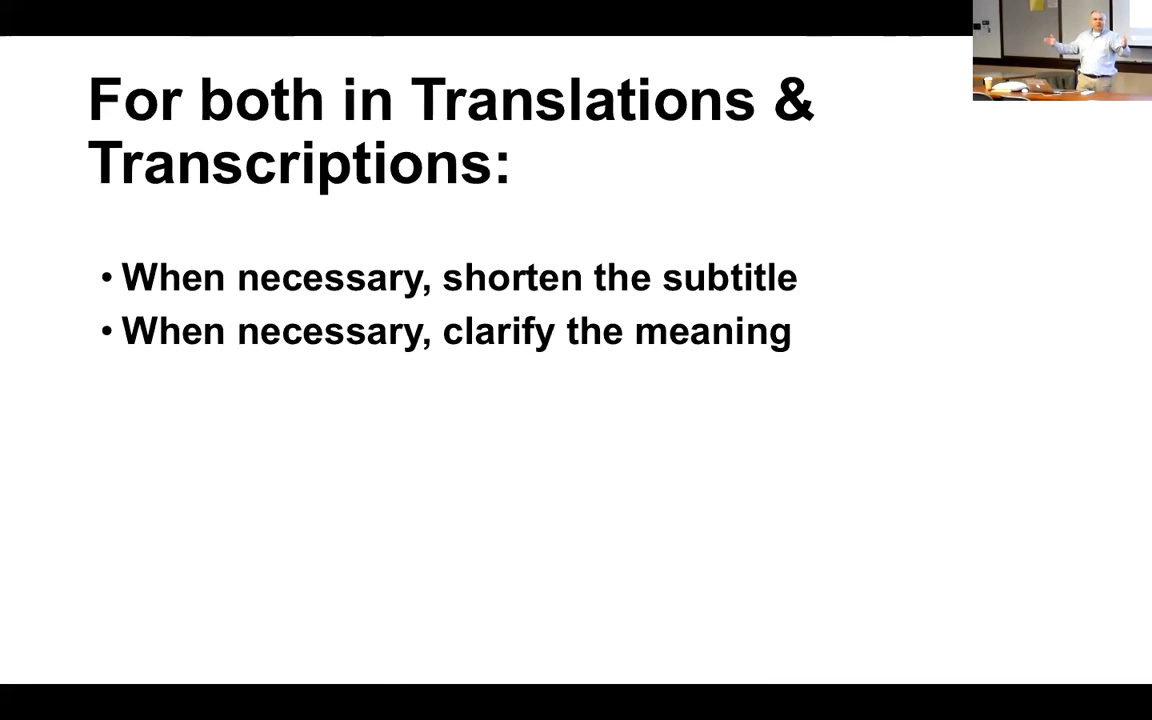 For both in Translations &
Transcriptions:
• When necessary, shorten the subtitle
• When necessary, clarify the meaning